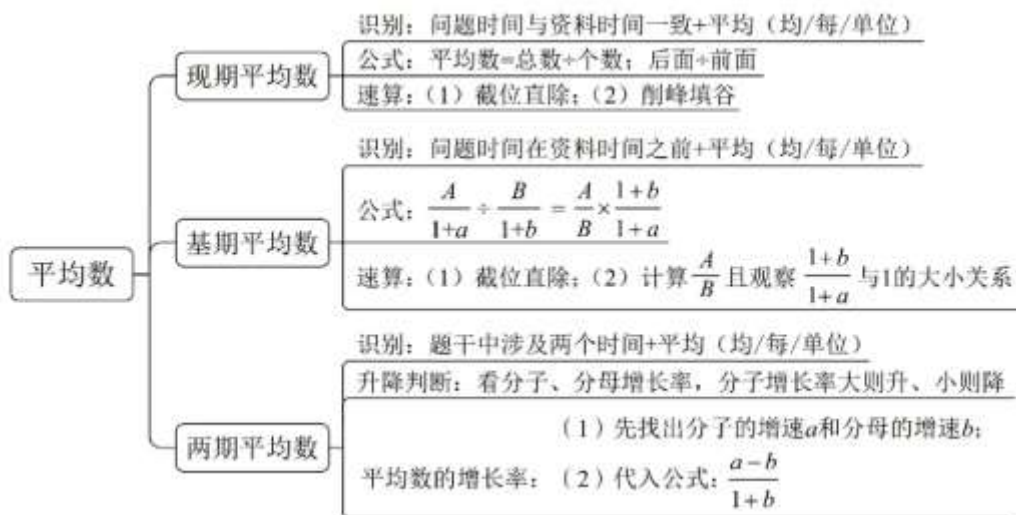 平均数
现期平均数
识别：问题时间与资料时间一致+平均（均/每/单位）
公式：平均数=总数÷个数；后面÷前面
速算：（1）截位直除；（2）削峰填谷
基期平均数
识别：问题时间在资料时间之前+平均（均/每/单位）
公式：A/(1+a) ÷ B/(1+b) = A/B × (1+b)/(1+a)
速算：（1）截位直除；（2）计算 A/B 且观察 (1+b)/(1+a) 与1的大小关系
两期平均数
识别：题干中涉及两个时间+平均（均/每/单位）
升降判断：看分子、分母增长率，分子增长率大则升、小则降
（1）先找出分子的增速a和分母的增速b；
平均数的增长率：（2）代入公式：(a−b)/(1+b)